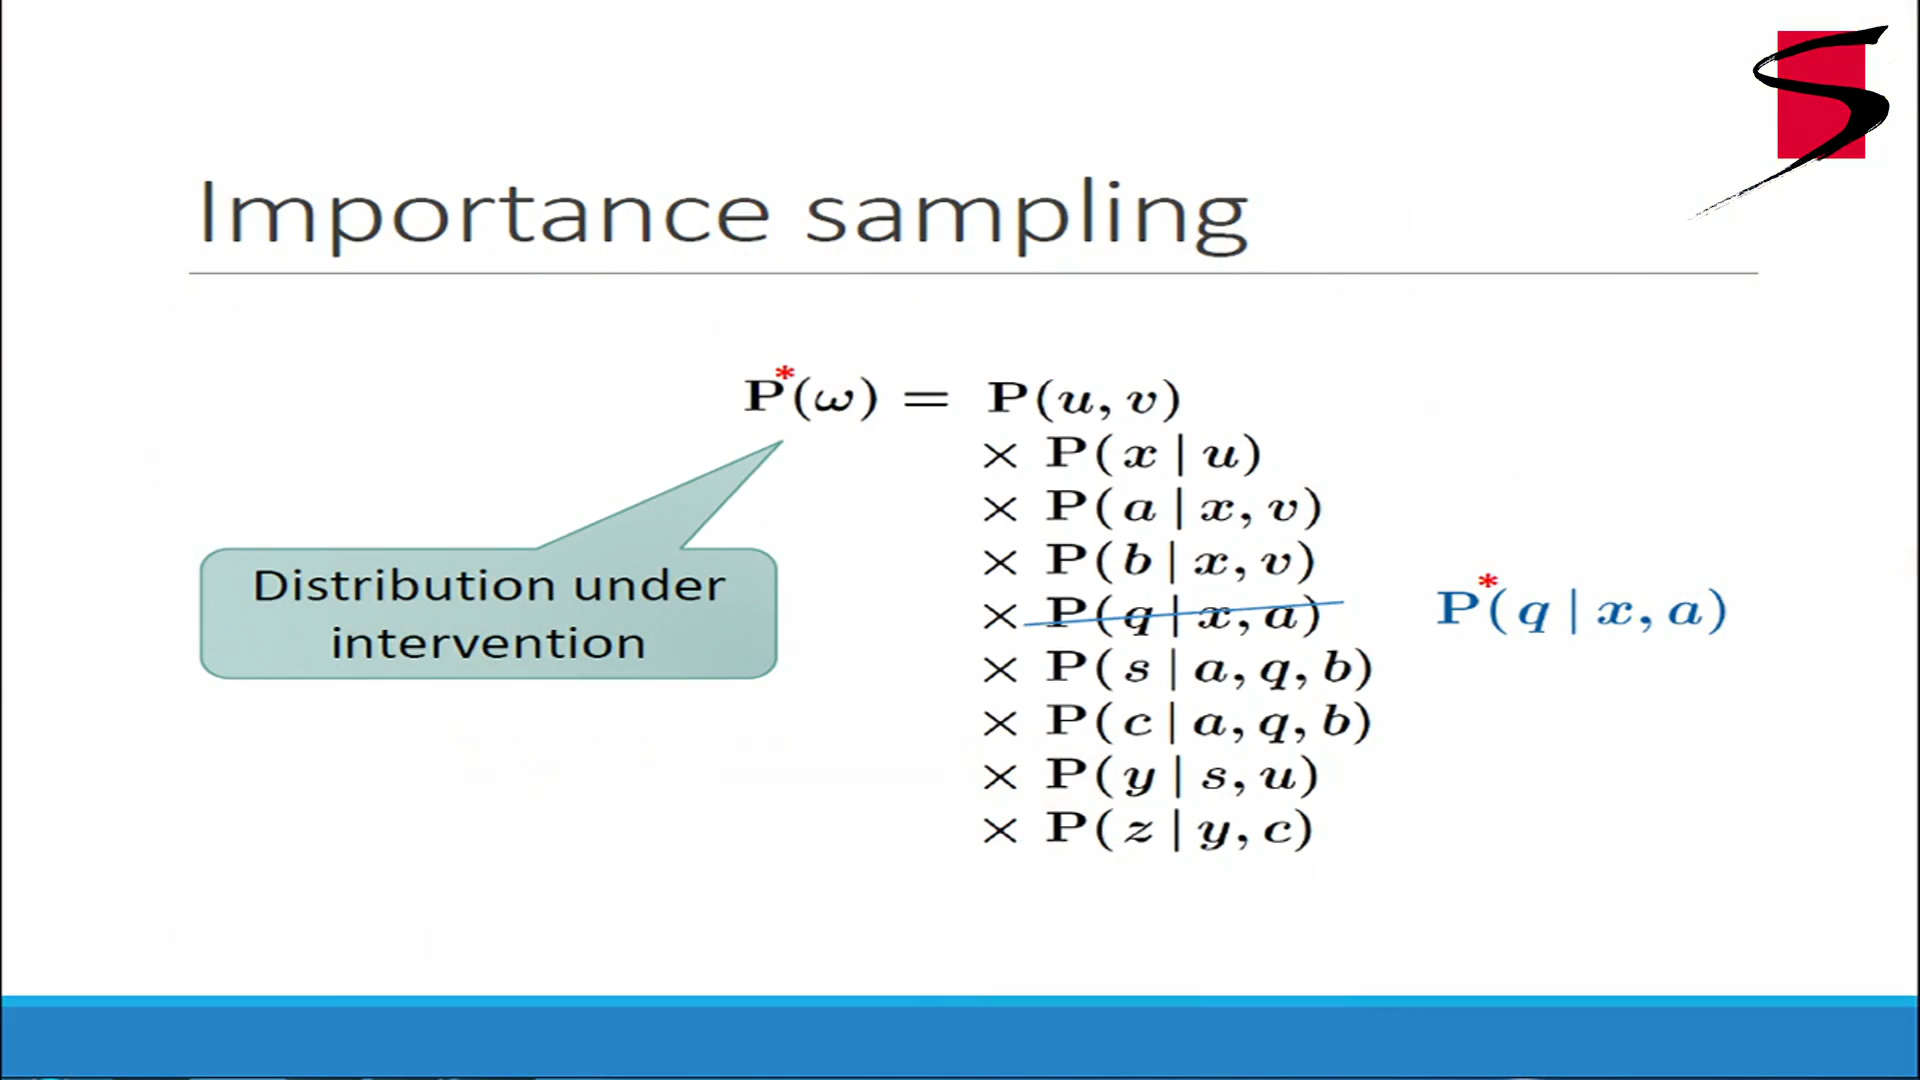 Importance sampling
P*(ω) = P(u, v)
× P(x | u)
× P(a | x, v)
× P(b | x, v)
× P(q | x, a) P*(q | x, a)
× P(s | a, q, b)
× P(c | a, q, b)
× P(y | s, u)
× P(z | y, c)
Distribution under
intervention